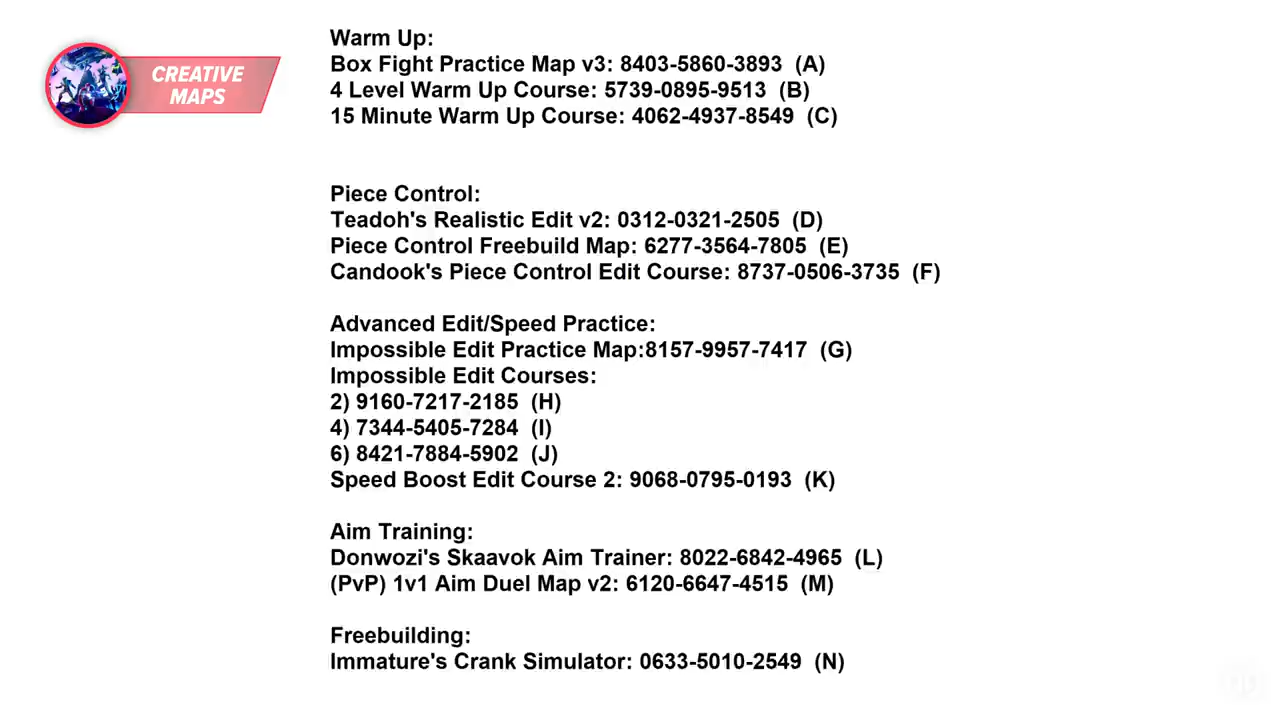 CREATIVE
MAPS
Warm Up:
Box Fight Practice Map v3: 8403-5860-3893 (A)
4 Level Warm Up Course: 5739-0895-9513 (B)
15 Minute Warm Up Course: 4062-4937-8549 (C)
Piece Control:
Teadoh's Realistic Edit v2: 0312-0321-2505 (D)
Piece Control Freebuild Map: 6277-3564-7805 (E)
Candook's Piece Control Edit Course: 8737-0506-3735 (F)
Advanced Edit/Speed Practice:
Impossible Edit Practice Map:8157-9957-7417 (G)
Impossible Edit Courses:
2) 9160-7217-2185 (H)
4) 7344-5405-7284 (I)
6) 8421-7884-5902 (J)
Speed Boost Edit Course 2: 9068-0795-0193 (K)
Aim Training:
Donwozi's Skaavok Aim Trainer: 8022-6842-4965 (L)
(PvP) 1v1 Aim Duel Map v2: 6120-6647-4515 (M)
Freebuilding:
Immature's Crank Simulator: 0633-5010-2549 (N)